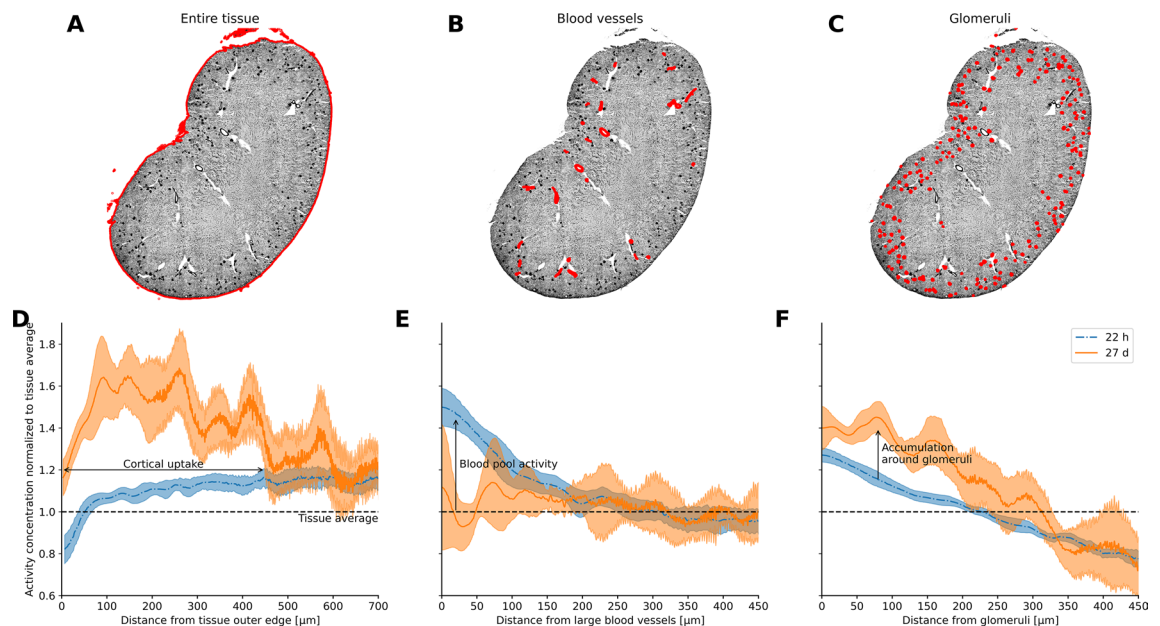 A
Entire tissue
B
Blood vessels
C
Glomeruli
D
Activity concentration normalized to tissue average
1.8
1.6
1.4
1.2
1.0
0.8
0.6
Cortical uptake
Tissue average
0 100 200 300 400 500 600 700
Distance from tissue outer edge [µm]
E
Blood pool activity
0 50 100 150 200 250 300 350 400 450
Distance from large blood vessels [µm]
F
22 h
27 d
Accumulation
around glomeruli
0 50 100 150 200 250 300 350 400 450
Distance from glomeruli [µm]